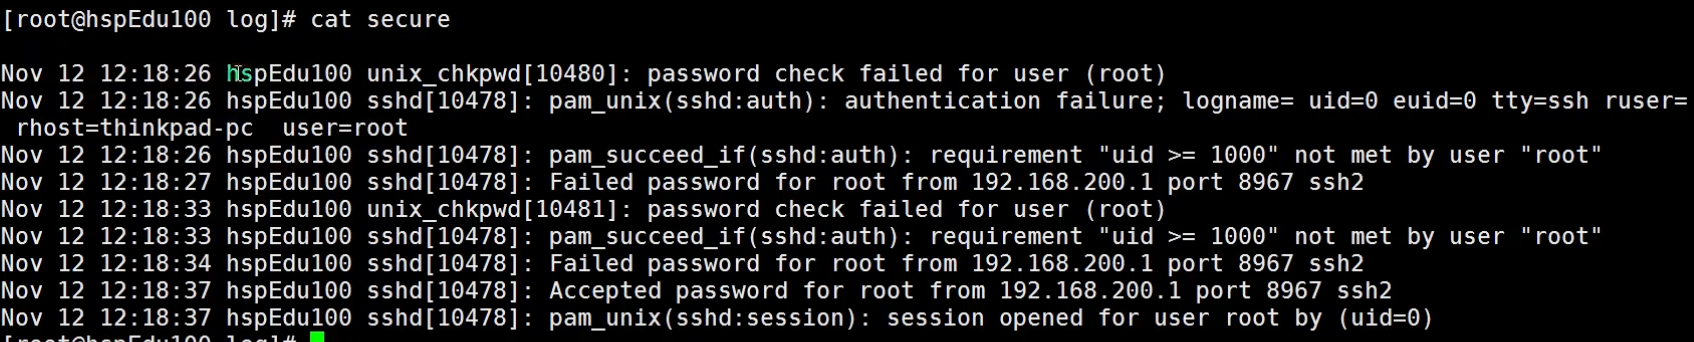 [root@hspEdu100 log]# cat secure
Nov 12 12:18:26 hspEdu100 unix_chkpwd[10480]: password check failed for user (root)
Nov 12 12:18:26 hspEdu100 sshd[10478]: pam_unix(sshd:auth): authentication failure; logname= uid=0 euid=0 tty=ssh ruser=
 rhost=thinkpad-pc  user=root
Nov 12 12:18:26 hspEdu100 sshd[10478]: pam_succeed_if(sshd:auth): requirement "uid >= 1000" not met by user "root"
Nov 12 12:18:27 hspEdu100 sshd[10478]: Failed password for root from 192.168.200.1 port 8967 ssh2
Nov 12 12:18:33 hspEdu100 unix_chkpwd[10481]: password check failed for user (root)
Nov 12 12:18:33 hspEdu100 sshd[10478]: pam_succeed_if(sshd:auth): requirement "uid >= 1000" not met by user "root"
Nov 12 12:18:34 hspEdu100 sshd[10478]: Failed password for root from 192.168.200.1 port 8967 ssh2
Nov 12 12:18:37 hspEdu100 sshd[10478]: Accepted password for root from 192.168.200.1 port 8967 ssh2
Nov 12 12:18:37 hspEdu100 sshd[10478]: pam_unix(sshd:session): session opened for user root by (uid=0)
[root@hspEdu100 log]#